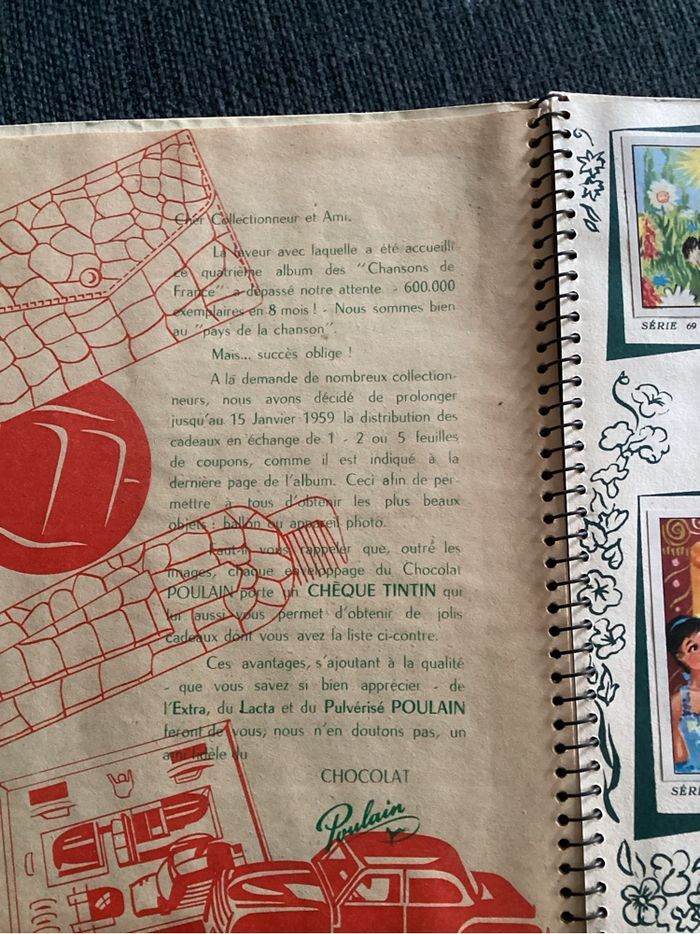 Cher Collectionneur et Ami.
La faveur avec laquelle a été accueilli
ce quatrième album des "Chansons de
France" a dépassé notre attente - 600.000
exemplaires en 8 mois ! - Nous sommes bien
au "pays de la chanson".
Mais... succès oblige !
A la demande de nombreux collection-
neurs, nous avons décidé de prolonger
jusqu'au 15 Janvier 1959 la distribution des
cadeaux en échange de 1 - 2 ou 5 feuilles
de coupons, comme il est indiqué à la
dernière page de l'album. Ceci afin de per-
mettre à tous d'obtenir les plus beaux
objets : ballon ou appareil photo.
Faut-il vous rappeler que, outre les
images, chaque enveloppage du Chocolat
POULAIN porte un CHÈQUE TINTIN qui
lui aussi vous permet d'obtenir de jolis
cadeaux dont vous avez la liste ci-contre.
Ces avantages, s'ajoutant à la qualité
- que vous savez si bien apprécier - de
l'Extra, du Lacta et du Pulvérisé POULAIN
feront de vous, nous n'en doutons pas, un
ami fidèle du
CHOCOLAT
Poulain
SÉRIE 69
SÉRI